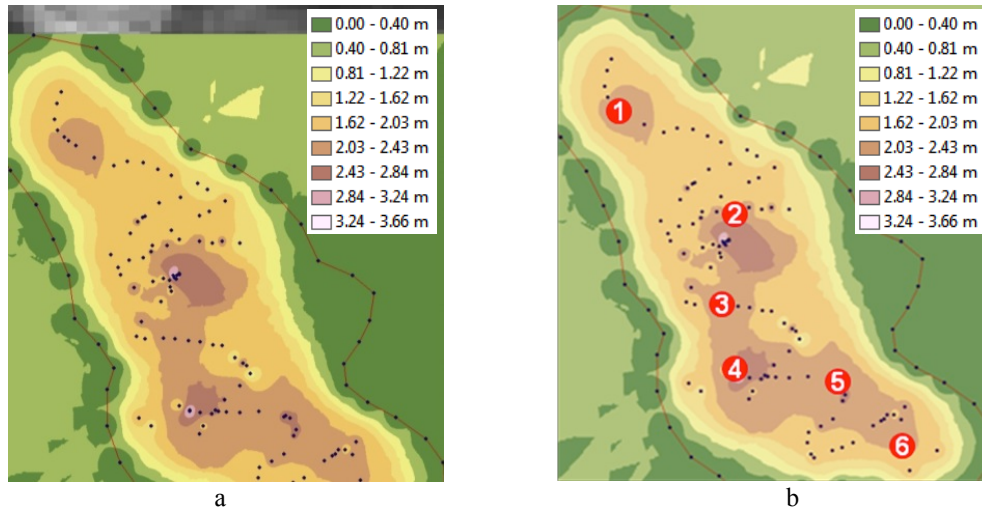 0.00 - 0.40 m
0.40 - 0.81 m
0.81 - 1.22 m
1.22 - 1.62 m
1.62 - 2.03 m
2.03 - 2.43 m
2.43 - 2.84 m
2.84 - 3.24 m
3.24 - 3.66 m
0.00 - 0.40 m
0.40 - 0.81 m
0.81 - 1.22 m
1.22 - 1.62 m
1.62 - 2.03 m
2.03 - 2.43 m
2.43 - 2.84 m
2.84 - 3.24 m
3.24 - 3.66 m
1
2
3
4
5
6
a
b